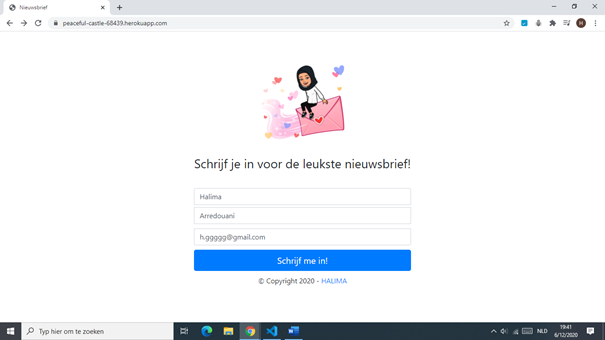 Nieuwsbrief
peaceful-castle-68439.herokuapp.com
H
Schrijf je in voor de leukste nieuwsbrief!
Halima
Arredouani
h.ggggg@gmail.com
Schrijf me in!
© Copyright 2020 - HALIMA
Typ hier om te zoeken
NLD
19:41
6/12/2020